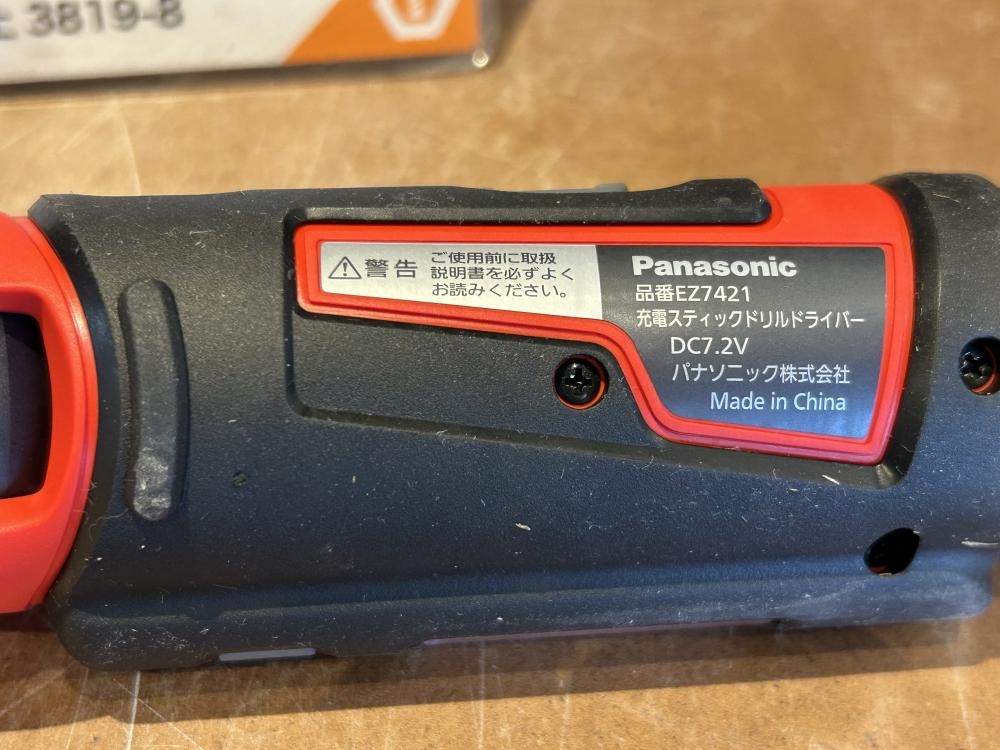 3819-8
警告
ご使用前に取扱
説明書を必ずよく
お読みください。
Panasonic
品番EZ7421
充電スティックドリルドライバー
DC7.2V
パナソニック株式会社
Made in China